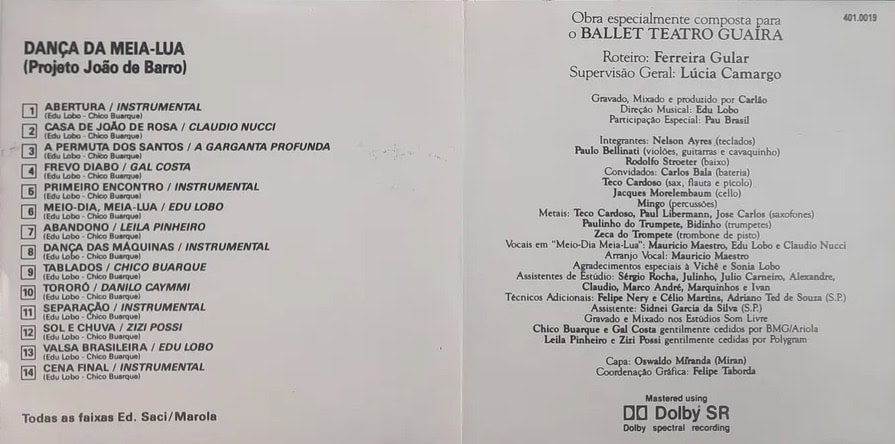 DANÇA DA MEIA-LUA
(Projeto João de Barro)
1 ABERTURA / INSTRUMENTAL
(Edu Lobo - Chico Buarque)
2 CASA DE JOÃO DE ROSA / CLAUDIO NUCCI
(Edu Lobo - Chico Buarque)
3 A PERMUTA DOS SANTOS / A GARGANTA PROFUNDA
(Edu Lobo - Chico Buarque)
4 FREVO DIABO / GAL COSTA
(Edu Lobo - Chico Buarque)
5 PRIMEIRO ENCONTRO / INSTRUMENTAL
(Edu Lobo - Chico Buarque)
6 MEIO-DIA, MEIA-LUA / EDU LOBO
(Edu Lobo - Chico Buarque)
7 ABANDONO / LEILA PINHEIRO
(Edu Lobo - Chico Buarque)
8 DANÇA DAS MÁQUINAS / INSTRUMENTAL
(Edu Lobo - Chico Buarque)
9 TABLADOS / CHICO BUARQUE
(Edu Lobo - Chico Buarque)
10 TORORÓ / DANILO CAYMMI
(Edu Lobo - Chico Buarque)
11 SEPARAÇÃO / INSTRUMENTAL
(Edu Lobo - Chico Buarque)
12 SOL E CHUVA / ZIZI POSSI
(Edu Lobo - Chico Buarque)
13 VALSA BRASILEIRA / EDU LOBO
(Edu Lobo - Chico Buarque)
14 CENA FINAL / INSTRUMENTAL
(Edu Lobo - Chico Buarque)
Todas as faixas Ed. Saci/Marola
401.0019
Obra especialmente composta para
o BALLET TEATRO GUAÍRA
Roteiro: Ferreira Gular
Supervisão Geral: Lúcia Camargo
Gravado, Mixado e produzido por Carlão
Direção Musical: Edu Lobo
Participação Especial: Pau Brasil
Integrantes: Nelson Ayres (teclados)
Paulo Bellinati (violões, guitarras e cavaquinho)
Rodolfo Stroeter (baixo)
Convidados: Carlos Bala (bateria)
Teco Cardoso (sax, flauta e picolo)
Jacques Morelembaum (cello)
Mingo (percussões)
Metais: Teco Cardoso, Paul Libermann, Jose Carlos (saxofones)
Paulinho do Trumpete, Bidinho (trumpetes)
Zeca do Trompete (trombone de pisto)
Vocais em "Meio-Dia Meia-Lua": Mauricio Maestro, Edu Lobo e Claudio Nucci
Arranjo Vocal: Mauricio Maestro
Agradecimentos especiais à Vichê e Sonia Lobo
Assistentes de Estúdio: Sérgio Rocha, Julinho, Julio Carneiro, Alexandre,
Claudio, Marco André, Marquinhos e Ivan
Técnicos Adicionais: Felipe Nery e Célio Martins, Adriano Ted de Souza (S.P.)
Assistente: Sidnei Garcia da Silva (S.P.)
Gravado e Mixado nos Estúdios Som Livre
Chico Buarque e Gal Costa gentilmente cedidos por BMG/Ariola
Leila Pinheiro e Zizi Possi gentilmente cedidas por Polygram
Capa: Oswaldo Miranda (Miran)
Coordenação Gráfica: Felipe Taborda
Mastered using
Dolby SR
Dolby spectral recording